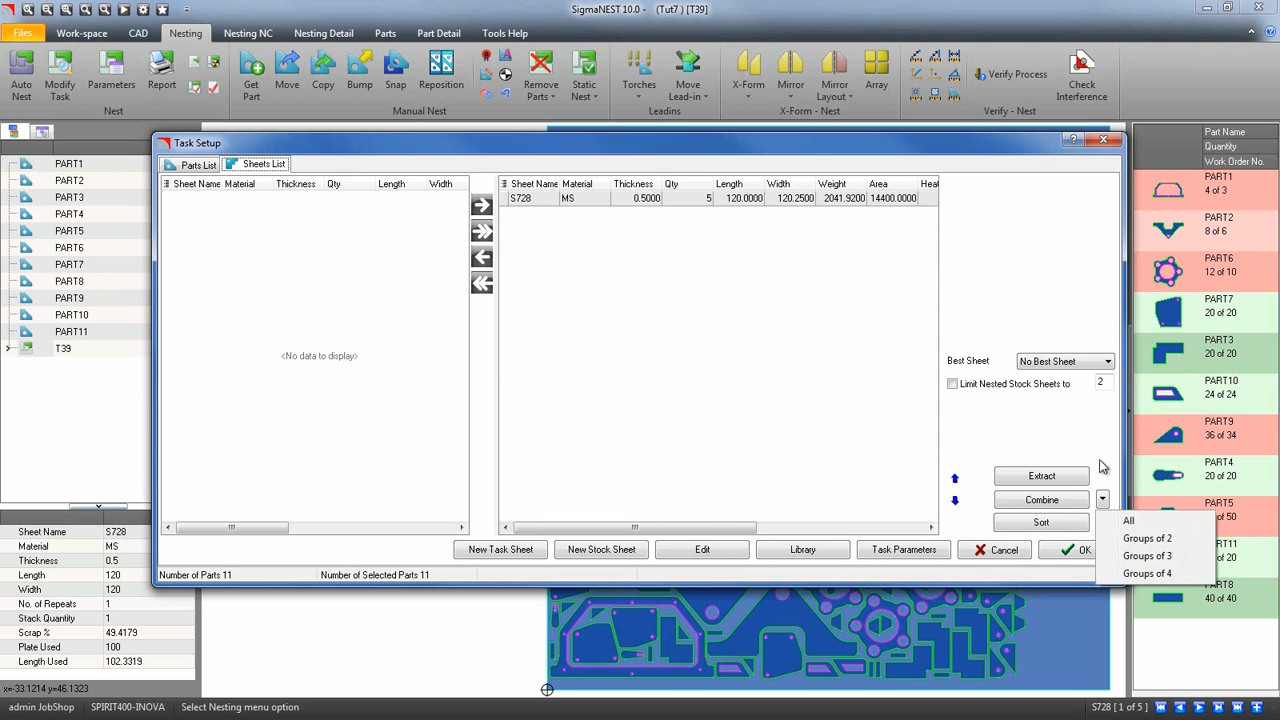 SigmaNEST 10.0 - (Tut7 ) [T39]
Files Work-space CAD Nesting Nesting NC Nesting Detail Parts Part Detail Tools Help
Auto Nest
Modify Task
Parameters
Report
Get Part
Move
Copy
Bump
Snap
Reposition
Remove Parts
Static Nest
Torches
Move Lead-in
X-Form
Mirror
Mirror Layout
Array
Verify Process
Check Interference
Nest Manual Nest Leadins X-Form - Nest Verify - Nest
PART1
PART2
PART3
PART4
PART5
PART6
PART7
PART8
PART9
PART10
PART11
T39
Sheet Name S728
Material MS
Thickness 0.5
Length 120
Width 120
No. of Repeats 1
Stack Quantity 1
Scrap % 49.4179
Plate Used 100
Length Used 102.3319
x=-33.1214 y=46.1323
Task Setup
Parts List Sheets List
Sheet Name Material Thickness Qty Length Width
<No data to display>
Sheet Name Material Thickness Qty Length Width Weight Area Heat
S728 MS 0.5000 5 120.0000 120.2500 2041.9200 14400.0000
Best Sheet No Best Sheet
Limit Nested Stock Sheets to 2
Extract
Combine
Sort
All
Groups of 2
Groups of 3
Groups of 4
New Task Sheet New Stock Sheet Edit Library Task Parameters Cancel OK
Number of Parts 11 Number of Selected Parts 11
Part Name
Quantity
Work Order No.
PART1
4 of 3
PART2
8 of 6
PART6
12 of 10
PART7
20 of 20
PART3
20 of 20
PART10
24 of 24
PART9
36 of 34
PART4
20 of 20
PART5
of 50
11
of 44
PART8
40 of 40
admin JobShop SPIRIT400-INOVA Select Nesting menu option S728 [1 of 5]